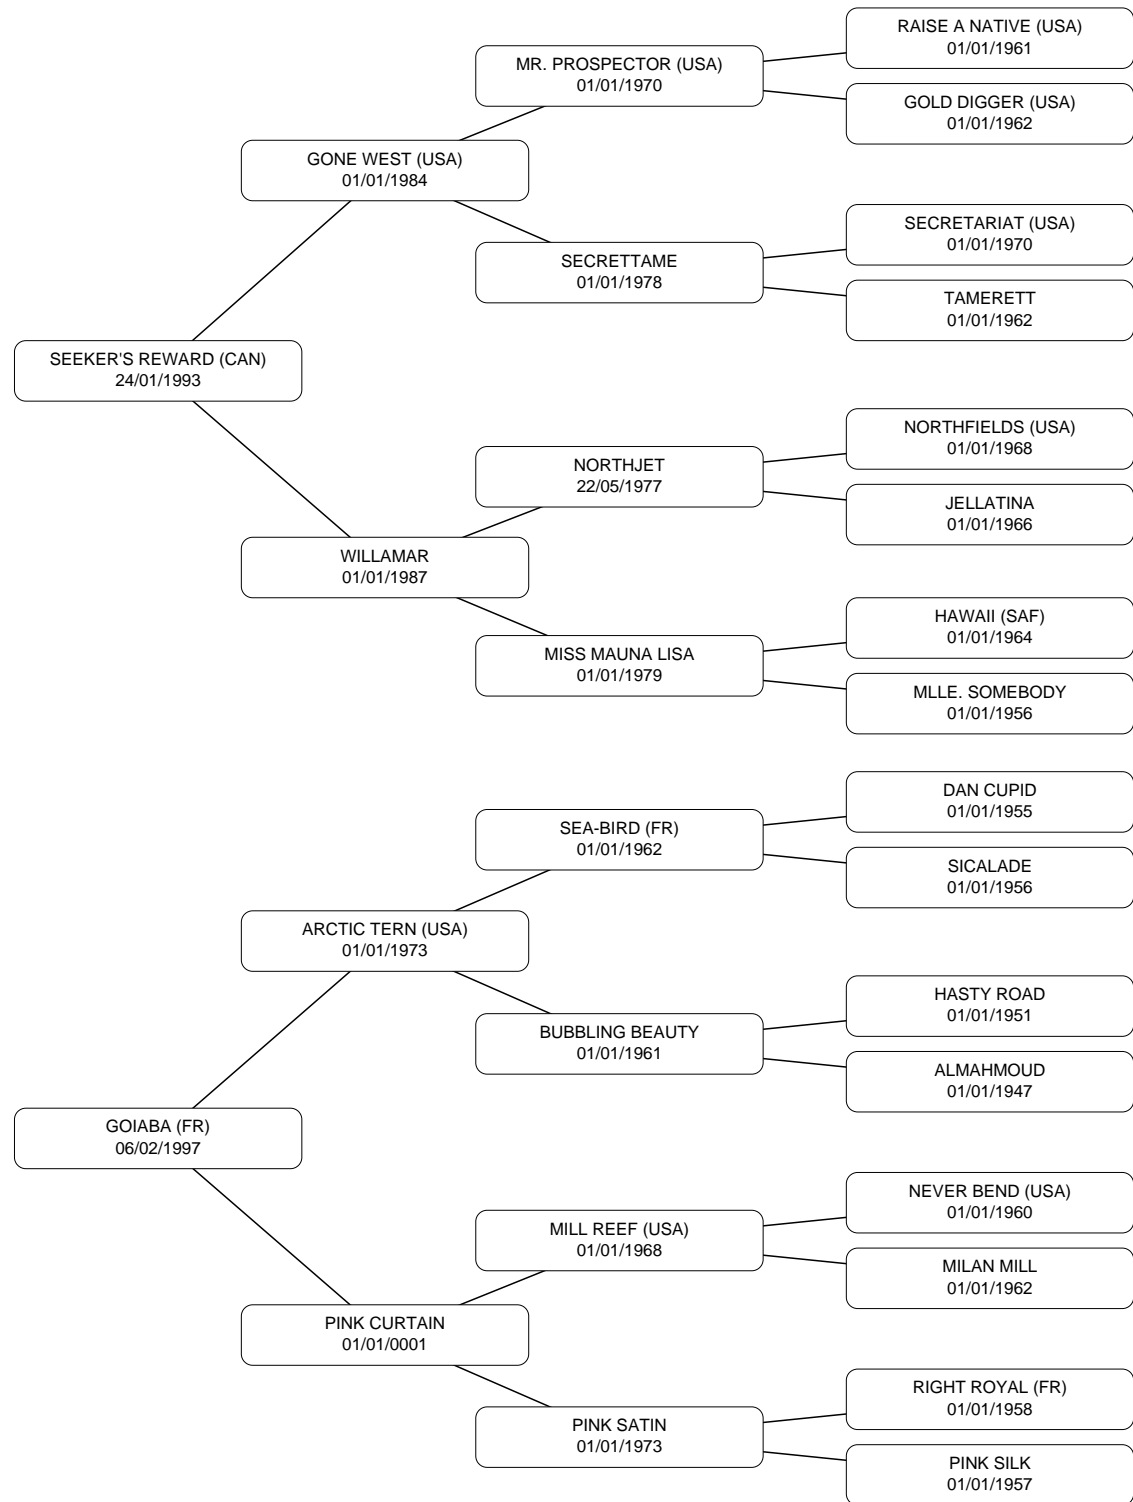 RAISE A NATIVE (USA)
01/01/1961
MR. PROSPECTOR (USA)
01/01/1970
GOLD DIGGER (USA)
01/01/1962
GONE WEST (USA)
01/01/1984
SECRETARIAT (USA)
01/01/1970
SECRETTAME
01/01/1978
TAMERETT
01/01/1962
SEEKER'S REWARD (CAN)
24/01/1993
NORTHFIELDS (USA)
01/01/1968
NORTHJET
22/05/1977
JELLATINA
01/01/1966
WILLAMAR
01/01/1987
HAWAII (SAF)
01/01/1964
MISS MAUNA LISA
01/01/1979
MLLE. SOMEBODY
01/01/1956
DAN CUPID
01/01/1955
SEA-BIRD (FR)
01/01/1962
SICALADE
01/01/1956
ARCTIC TERN (USA)
01/01/1973
HASTY ROAD
01/01/1951
BUBBLING BEAUTY
01/01/1961
ALMAHMOUD
01/01/1947
GOIABA (FR)
06/02/1997
NEVER BEND (USA)
01/01/1960
MILL REEF (USA)
01/01/1968
MILAN MILL
01/01/1962
PINK CURTAIN
01/01/0001
RIGHT ROYAL (FR)
01/01/1958
PINK SATIN
01/01/1973
PINK SILK
01/01/1957